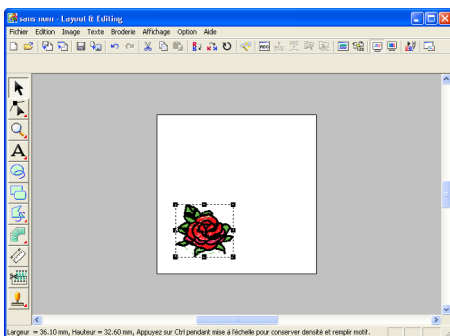 sans nom - Layout & Editing
Fichier Edition Image Texte Broderie Affichage Option Aide
Largeur = 36.10 mm, Hauteur = 32.60 mm, Appuyez sur Ctrl pendant mise à l'échelle pour conserver densité et remplir motif.